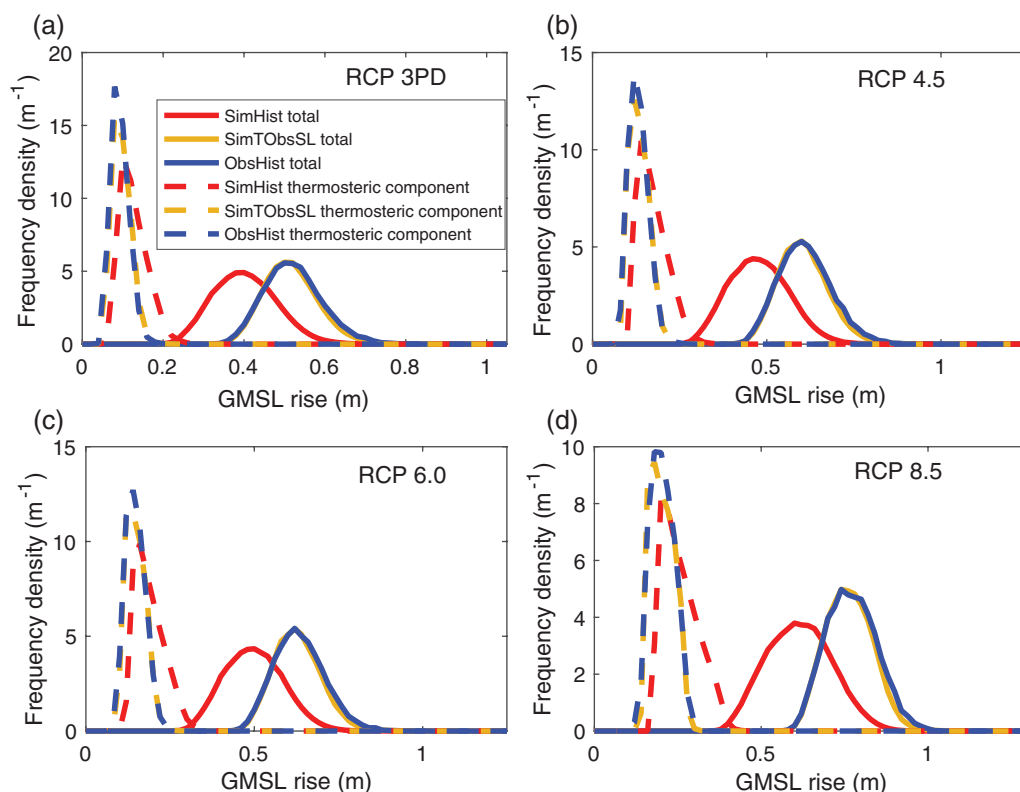 (a)
20
15
10
5
0
0 0.2 0.4 0.6 0.8 1
Frequency density (m-1)
GMSL rise (m)
RCP 3PD
SimHist total
SimTObsSL total
ObsHist total
SimHist thermosteric component
SimTObsSL thermosteric component
ObsHist thermosteric component
(b)
15
10
5
0
0 0.5 1
Frequency density (m-1)
GMSL rise (m)
RCP 4.5
(c)
15
10
5
0
0 0.5 1
Frequency density (m-1)
GMSL rise (m)
RCP 6.0
(d)
10
8
6
4
2
0
0 0.5 1
Frequency density (m-1)
GMSL rise (m)
RCP 8.5